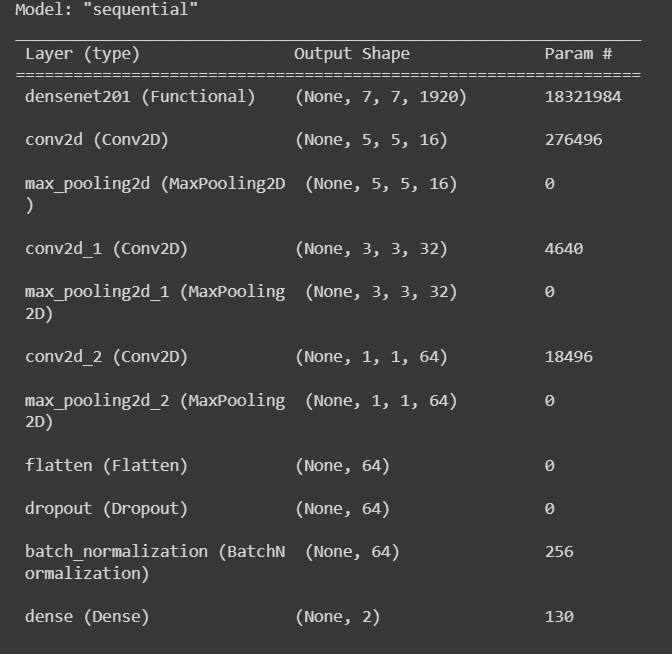 Model: "sequential"
Layer (type) Output Shape Param #
=================================================================
densenet201 (Functional) (None, 7, 7, 1920) 18321984
conv2d (Conv2D) (None, 5, 5, 16) 276496
max_pooling2d (MaxPooling2D (None, 5, 5, 16) 0
)
conv2d_1 (Conv2D) (None, 3, 3, 32) 4640
max_pooling2d_1 (MaxPooling (None, 3, 3, 32) 0
2D)
conv2d_2 (Conv2D) (None, 1, 1, 64) 18496
max_pooling2d_2 (MaxPooling (None, 1, 1, 64) 0
2D)
flatten (Flatten) (None, 64) 0
dropout (Dropout) (None, 64) 0
batch_normalization (BatchN (None, 64) 256
ormalization)
dense (Dense) (None, 2) 130